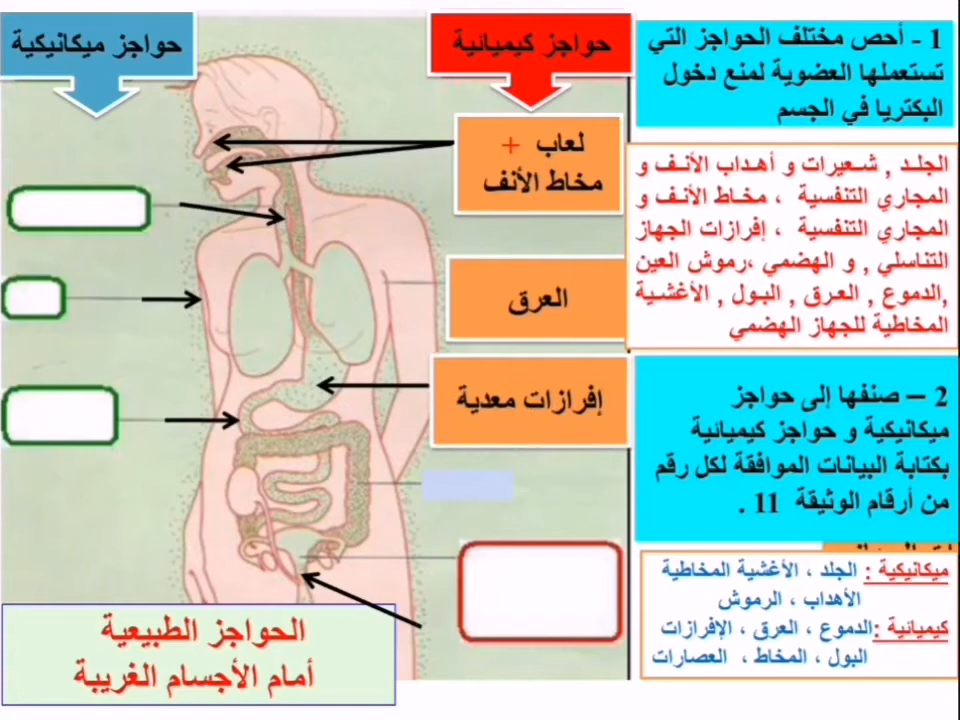 حواجز ميكانيكية
حواجز كيميائية
لعاب +
مخاط الأنف
العرق
إفرازات معدية
الحواجز الطبيعية
أمام الأجسام الغريبة
1 - أحص مختلف الحواجز التي
تستعملها العضوية لمنع دخول
البكتريا في الجسم
الجلد , شعيرات و أهداب الأنف و
المجاري التنفسية ، مخاط الأنف و
المجاري التنفسية ، إفرازات الجهاز
التناسلي , و الهضمي ،رموش العين
,الدموع , العرق , البول , الأغشية
المخاطية للجهاز الهضمي
2 – صنفها إلى حواجز
ميكانيكية و حواجز كيميائية
بكتابة البيانات الموافقة لكل رقم
من أرقام الوثيقة 11 .
ميكانيكية : الجلد ، الأغشية المخاطية
الأهداب ، الرموش
كيميائية :الدموع ، العرق ، الإفرازات
البول ، المخاط ، العصارات